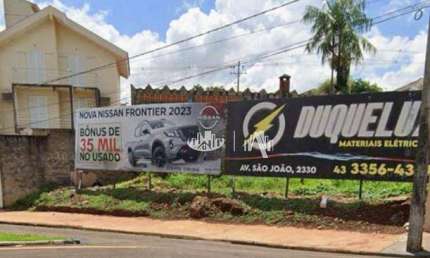 NOVA NISSAN FRONTIER 2023
BÔNUS DE
35 MIL
NO USADO
NISSAN
DUQUELUZ
MATERIAIS ELÉTRIC
AV. SÃO JOÃO, 2330
43 3356-43